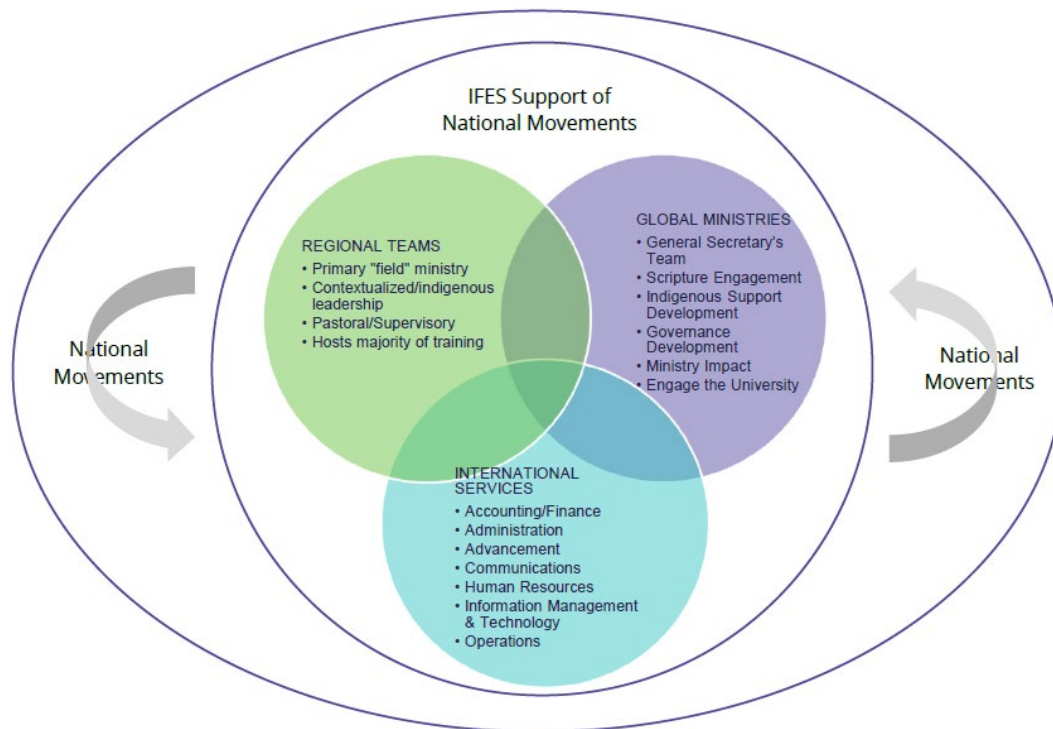 IFES Support of
National Movements
REGIONAL TEAMS
• Primary "field" ministry
• Contextualized/indigenous
leadership
• Pastoral/Supervisory
• Hosts majority of training
GLOBAL MINISTRIES
• General Secretary's
Team
• Scripture Engagement
• Indigenous Support
Development
• Governance
Development
• Ministry Impact
• Engage the University
National
Movements
National
Movements
INTERNATIONAL
SERVICES
• Accounting/Finance
• Administration
• Advancement
• Communications
• Human Resources
• Information Management
& Technology
• Operations